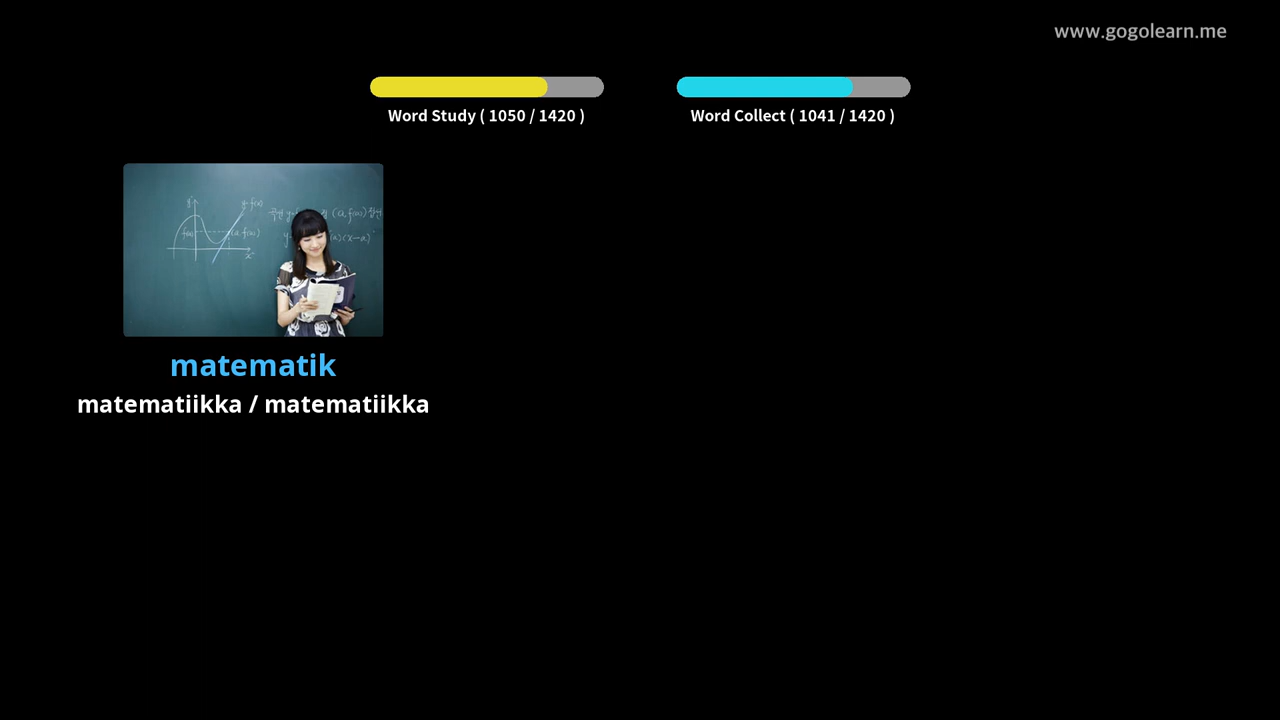 www.gogolearn.me
Word Study ( 1050 / 1420 )
Word Collect ( 1041 / 1420 )
matematik
matematiikka / matematiikka